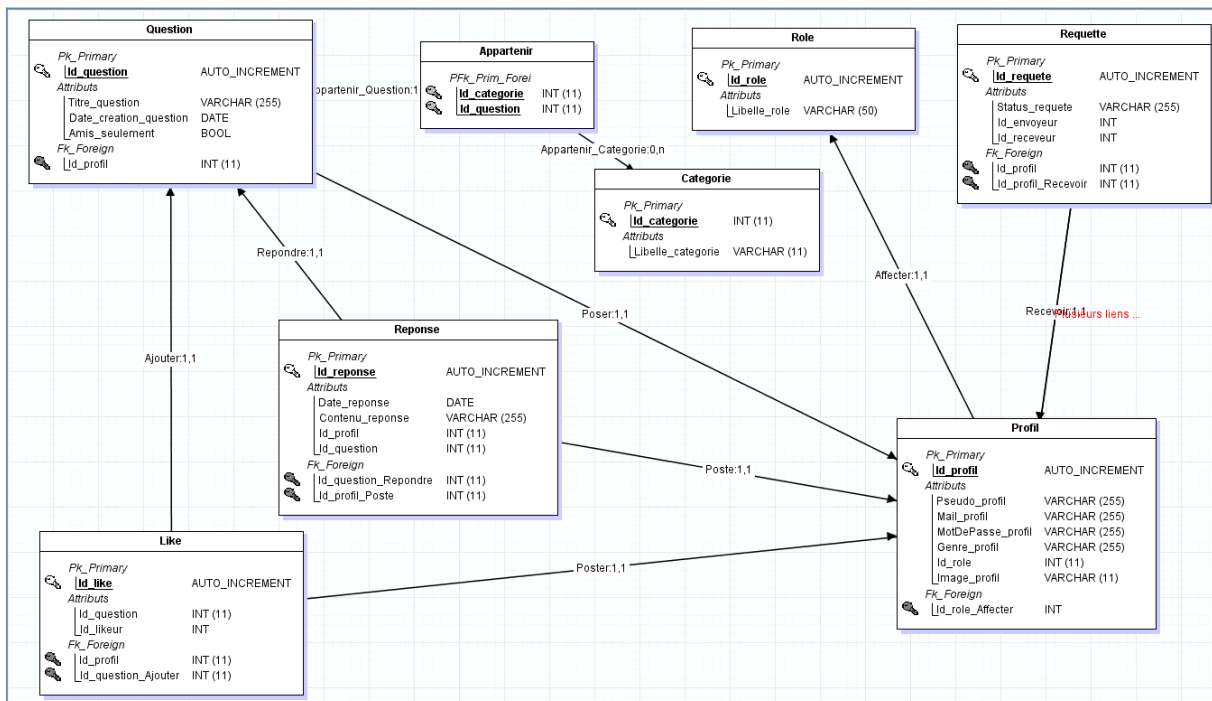 Question
Pk_Primary
Id_question AUTO_INCREMENT
Attributs
Titre_question VARCHAR (255)
Date_creation_question DATE
Amis_seulement BOOL
Fk_Foreign
Id_profil INT (11)
ppartenir_Question:1
Appartenir
PFk_Prim_Forei
Id_categorie INT (11)
Id_question INT (11)
Appartenir_Categorie:0,n
Role
Pk_Primary
Id_role AUTO_INCREMENT
Attributs
Libelle_role VARCHAR (50)
Requette
Pk_Primary
Id_requete AUTO_INCREMENT
Attributs
Status_requete VARCHAR (255)
Id_envoyeur INT
Id_receveur INT
Fk_Foreign
Id_profil INT (11)
Id_profil_Recevoir INT (11)
Categorie
Pk_Primary
Id_categorie INT (11)
Attributs
Libelle_categorie VARCHAR (11)
Repondre:1,1
Affecter:1,1
Poser:1,1
Recevoir:1,1
Plusieurs liens ...
Ajouter:1,1
Reponse
Pk_Primary
Id_reponse AUTO_INCREMENT
Attributs
Date_reponse DATE
Contenu_reponse VARCHAR (255)
Id_profil INT (11)
Id_question INT (11)
Fk_Foreign
Id_question_Repondre INT (11)
Id_profil_Poste INT (11)
Poste:1,1
Profil
Pk_Primary
Id_profil AUTO_INCREMENT
Attributs
Pseudo_profil VARCHAR (255)
Mail_profil VARCHAR (255)
MotDePasse_profil VARCHAR (255)
Genre_profil VARCHAR (255)
Id_role INT (11)
Image_profil VARCHAR (11)
Fk_Foreign
Id_role_Affecter INT
Like
Pk_Primary
Id_like AUTO_INCREMENT
Attributs
Id_question INT (11)
Id_likeur INT
Fk_Foreign
Id_profil INT (11)
Id_question_Ajouter INT (11)
Poster:1,1